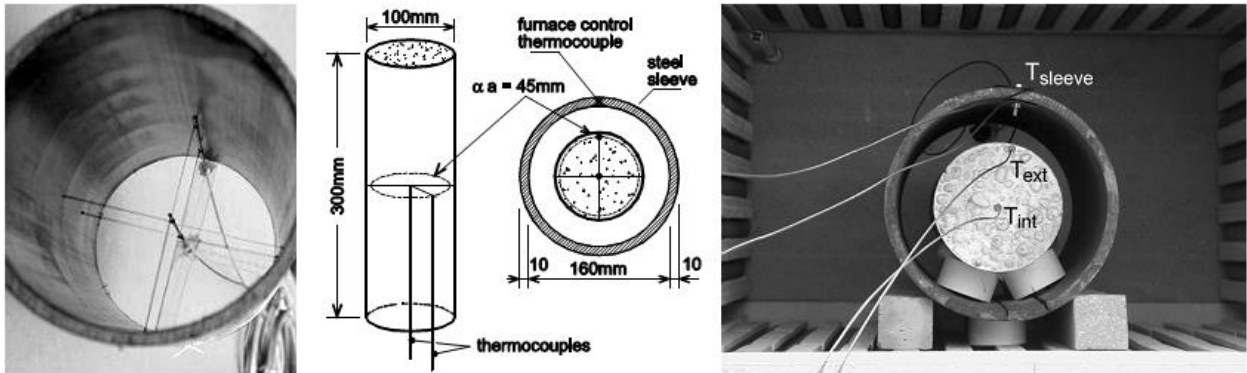 100mm
300mm
α a = 45mm
thermocouples
furnace control
thermocouple
steel
sleeve
10
160mm
10
Tsleeve
Text
Tint